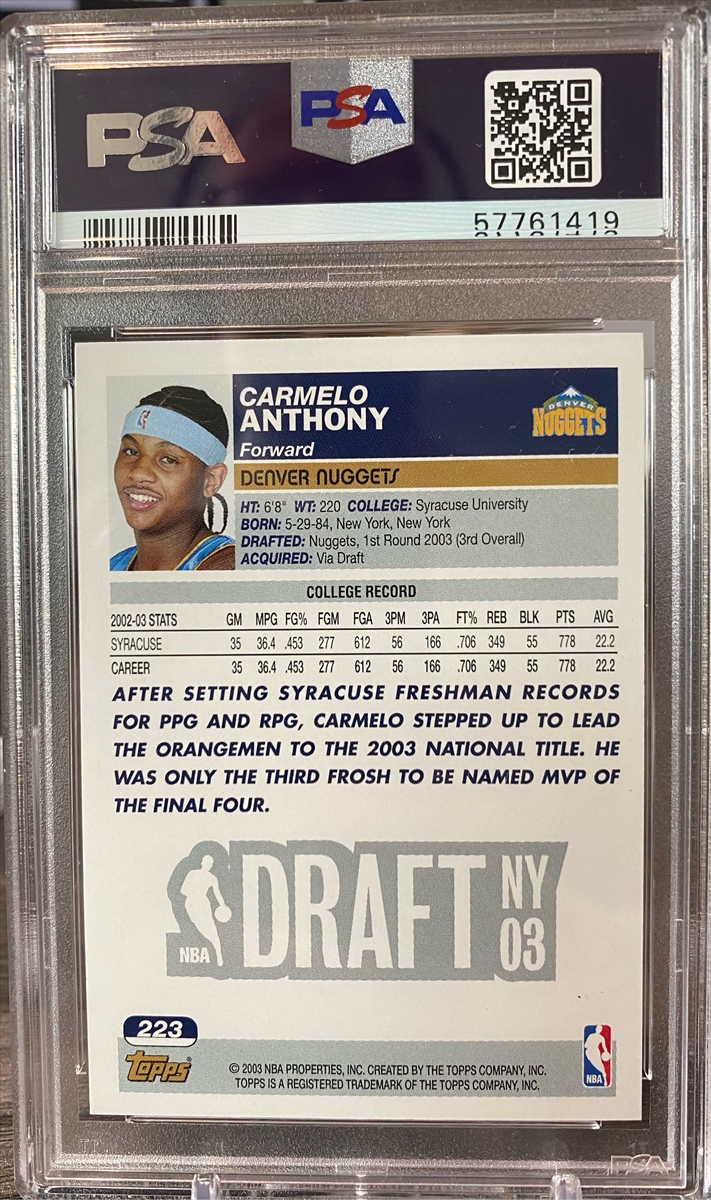 PSA
PSA
57761419
CARMELO
ANTHONY
Forward
DENVER NUGGETS
DENVER
NUGGETS
HT: 6'8" WT: 220 COLLEGE: Syracuse University
BORN: 5-29-84, New York, New York
DRAFTED: Nuggets, 1st Round 2003 (3rd Overall)
ACQUIRED: Via Draft
COLLEGE RECORD
2002-03 STATS GM MPG FG% FGM FGA 3PM 3PA FT% REB BLK PTS AVG
SYRACUSE 35 36.4 .453 277 612 56 166 .706 349 55 778 22.2
CAREER 35 36.4 .453 277 612 56 166 .706 349 55 778 22.2
AFTER SETTING SYRACUSE FRESHMAN RECORDS
FOR PPG AND RPG, CARMELO STEPPED UP TO LEAD
THE ORANGEMEN TO THE 2003 NATIONAL TITLE. HE
WAS ONLY THE THIRD FROSH TO BE NAMED MVP OF
THE FINAL FOUR.
NBA DRAFT NY 03
223
topps®
© 2003 NBA PROPERTIES, INC. CREATED BY THE TOPPS COMPANY, INC.
TOPPS IS A REGISTERED TRADEMARK OF THE TOPPS COMPANY, INC.
NBA
PSA